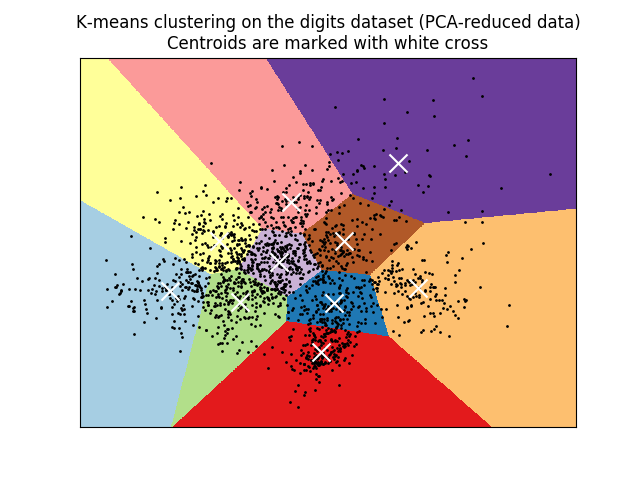 K-means clustering on the digits dataset (PCA-reduced data)
Centroids are marked with white cross